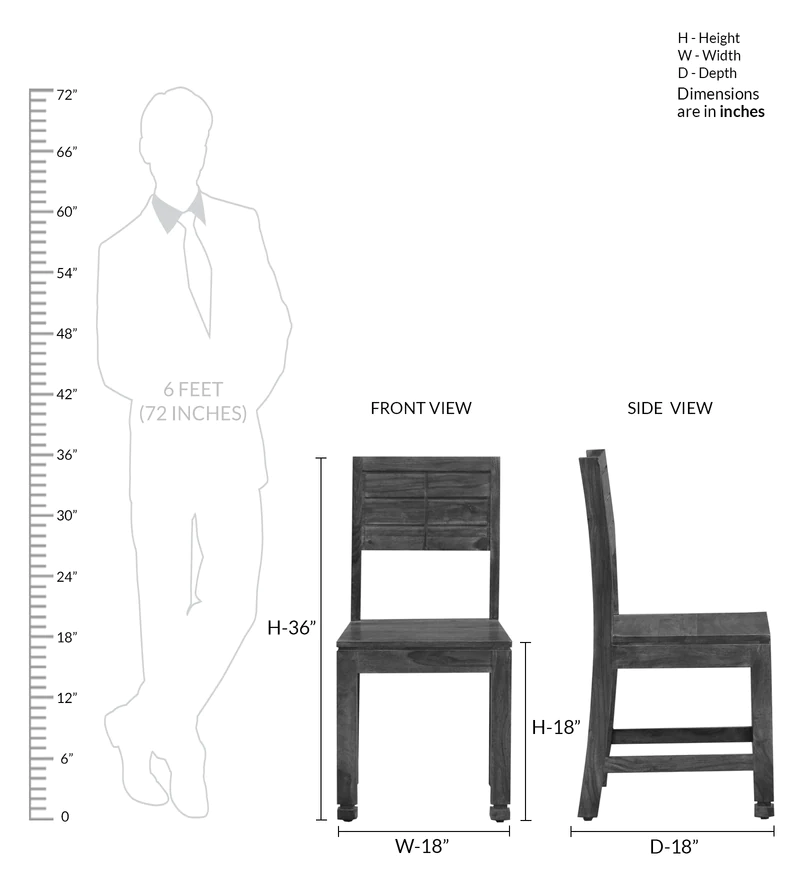 H - Height
W - Width
D - Depth
Dimensions
are in inches
72”
66”
60”
54”
48”
42”
36”
30”
24”
18”
12”
6”
0
6 FEET
(72 INCHES)
FRONT VIEW
SIDE VIEW
H-36”
H-18”
W-18”
D-18”